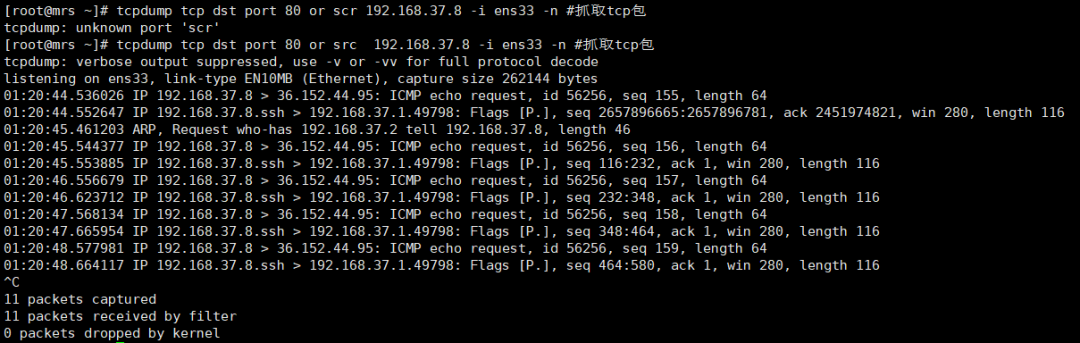 [root@mrs ~]# tcpdump tcp dst port 80 or scr 192.168.37.8 -i ens33 -n #抓取tcp包
tcpdump: unknown port 'scr'
[root@mrs ~]# tcpdump tcp dst port 80 or src  192.168.37.8 -i ens33 -n #抓取tcp包
tcpdump: verbose output suppressed, use -v or -vv for full protocol decode
listening on ens33, link-type EN10MB (Ethernet), capture size 262144 bytes
01:20:44.536026 IP 192.168.37.8 > 36.152.44.95: ICMP echo request, id 56256, seq 155, length 64
01:20:44.552647 IP 192.168.37.8.ssh > 192.168.37.1.49798: Flags [P.], seq 2657896665:2657896781, ack 2451974821, win 280, length 116
01:20:45.461203 ARP, Request who-has 192.168.37.2 tell 192.168.37.8, length 46
01:20:45.544377 IP 192.168.37.8 > 36.152.44.95: ICMP echo request, id 56256, seq 156, length 64
01:20:45.553885 IP 192.168.37.8.ssh > 192.168.37.1.49798: Flags [P.], seq 116:232, ack 1, win 280, length 116
01:20:46.556679 IP 192.168.37.8 > 36.152.44.95: ICMP echo request, id 56256, seq 157, length 64
01:20:46.623712 IP 192.168.37.8.ssh > 192.168.37.1.49798: Flags [P.], seq 232:348, ack 1, win 280, length 116
01:20:47.568134 IP 192.168.37.8 > 36.152.44.95: ICMP echo request, id 56256, seq 158, length 64
01:20:47.665954 IP 192.168.37.8.ssh > 192.168.37.1.49798: Flags [P.], seq 348:464, ack 1, win 280, length 116
01:20:48.577981 IP 192.168.37.8 > 36.152.44.95: ICMP echo request, id 56256, seq 159, length 64
01:20:48.664117 IP 192.168.37.8.ssh > 192.168.37.1.49798: Flags [P.], seq 464:580, ack 1, win 280, length 116
^C
11 packets captured
11 packets received by filter
0 packets dropped by kernel